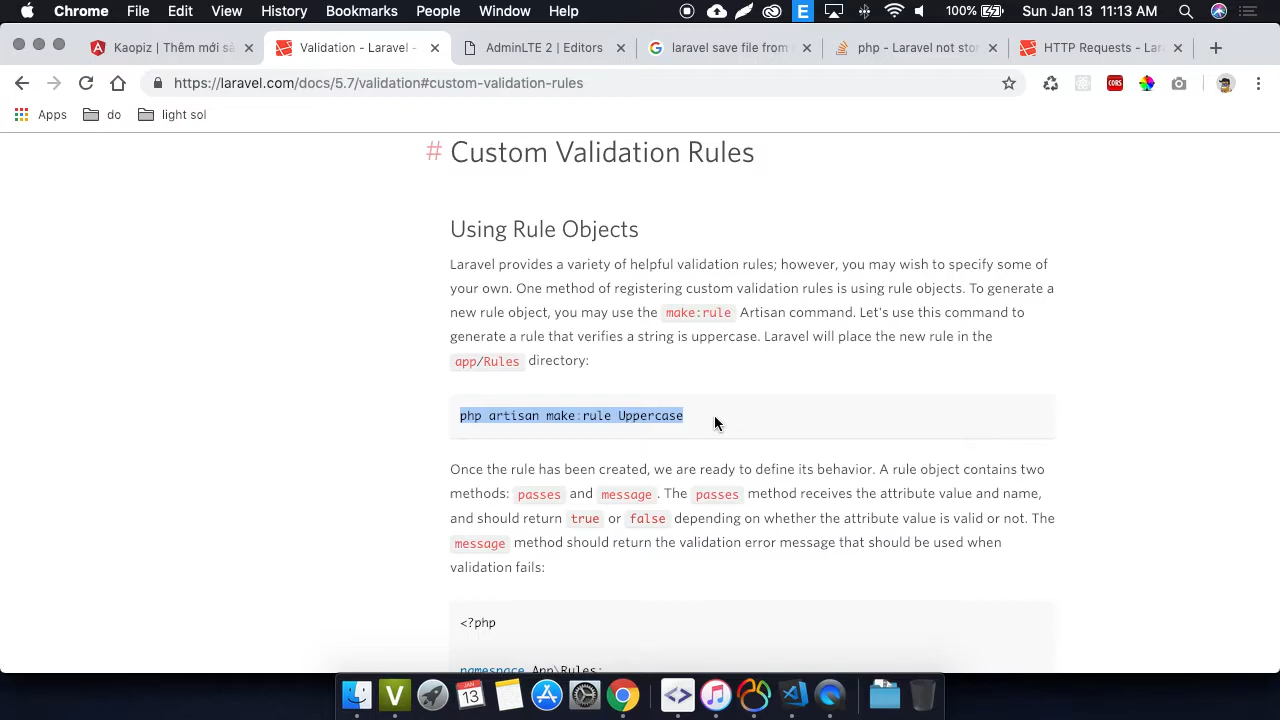 Chrome File Edit View History Bookmarks People Window Help 100% Sun Jan 13 11:13 AM
Kaopiz | Thêm mới sả Validation - Laravel - AdminLTE 2 | Editors laravel save file from r php - Laravel not stor HTTP Requests - Lara
https://laravel.com/docs/5.7/validation#custom-validation-rules
Apps do light sol
# Custom Validation Rules
Using Rule Objects
Laravel provides a variety of helpful validation rules; however, you may wish to specify some of
your own. One method of registering custom validation rules is using rule objects. To generate a
new rule object, you may use the make:rule Artisan command. Let's use this command to
generate a rule that verifies a string is uppercase. Laravel will place the new rule in the
app/Rules directory:
php artisan make:rule Uppercase
Once the rule has been created, we are ready to define its behavior. A rule object contains two
methods: passes and message. The passes method receives the attribute value and name,
and should return true or false depending on whether the attribute value is valid or not. The
message method should return the validation error message that should be used when
validation fails:
<?php
namespace App\Rules;